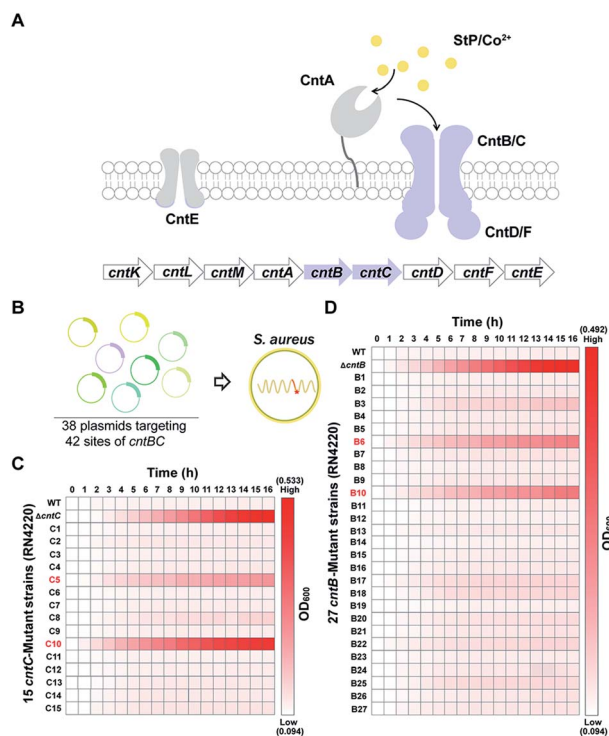 A
StP/Co²⁺
CntA
CntB/C
CntE
CntD/F
cntK cntL cntM cntA cntB cntC cntD cntF cntE
B
S. aureus
38 plasmids targeting
42 sites of cntBC
C
Time (h)
0 1 2 3 4 5 6 7 8 9 10 11 12 13 14 15 16
(0.533)
High
15 cntC-Mutant strains (RN4220)
WT
ΔcntC
C1
C2
C3
C4
C5
C6
C7
C8
C9
C10
C11
C12
C13
C14
C15
OD₆₀₀
Low
(0.094)
D
Time (h)
0 1 2 3 4 5 6 7 8 9 10 11 12 13 14 15 16
(0.492)
High
27 cntB-Mutant strains (RN4220)
WT
ΔcntB
B1
B2
B3
B4
B5
B6
B7
B8
B9
B10
B11
B12
B13
B14
B15
B16
B17
B18
B19
B20
B21
B22
B23
B24
B25
B26
B27
OD₆₀₀
Low
(0.094)